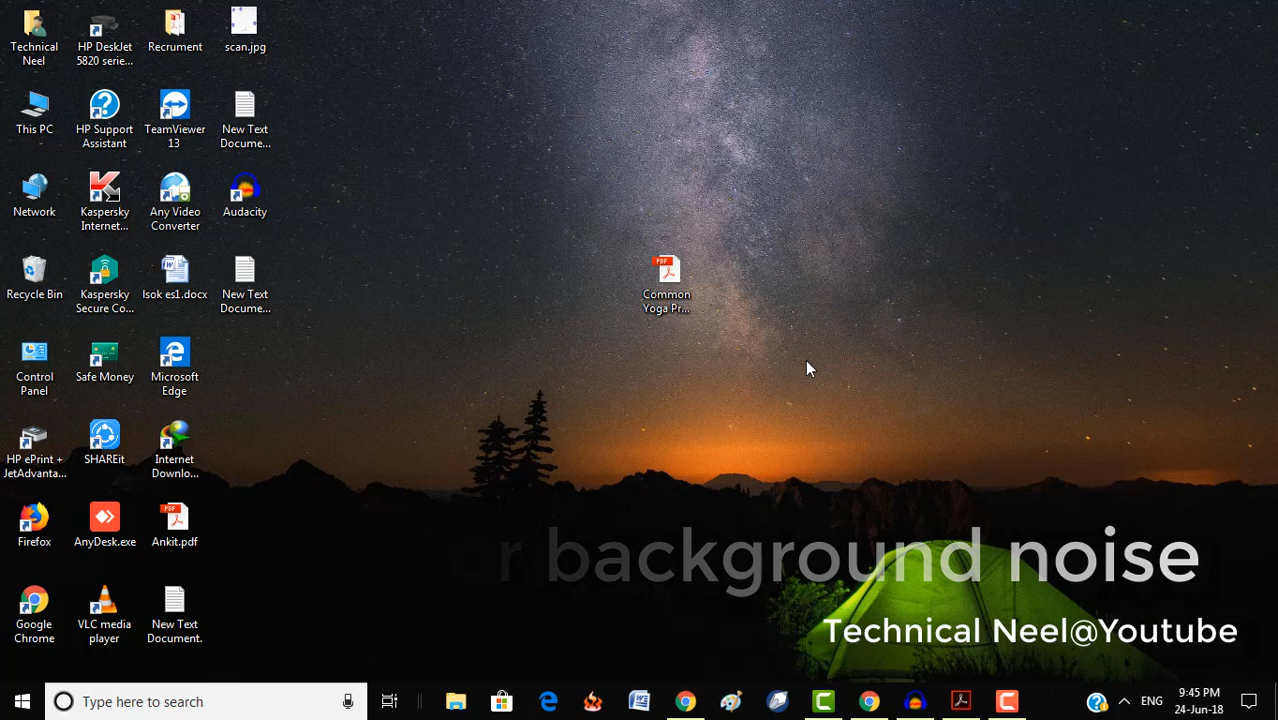 Technical
Neel
HP DeskJet
5820 serie...
Recrument
scan.jpg
This PC
HP Support
Assistant
TeamViewer
13
New Text
Docume...
Network
Kaspersky
Internet...
Any Video
Converter
Audacity
Recycle Bin
Kaspersky
Secure Co...
W
Isok es1.docx
New Text
Docume...
PDF
Common
Yoga Pr...
Control
Panel
Safe Money
Microsoft
Edge
HP ePrint +
JetAdvanta...
SHAREit
Internet
Downlo...
Firefox
AnyDesk.exe
PDF
Ankit.pdf
or background noise
Google
Chrome
VLC media
player
New Text
Document.
Technical Neel@Youtube
Type here to search
ENG
9:43 PM
24-Jun-18